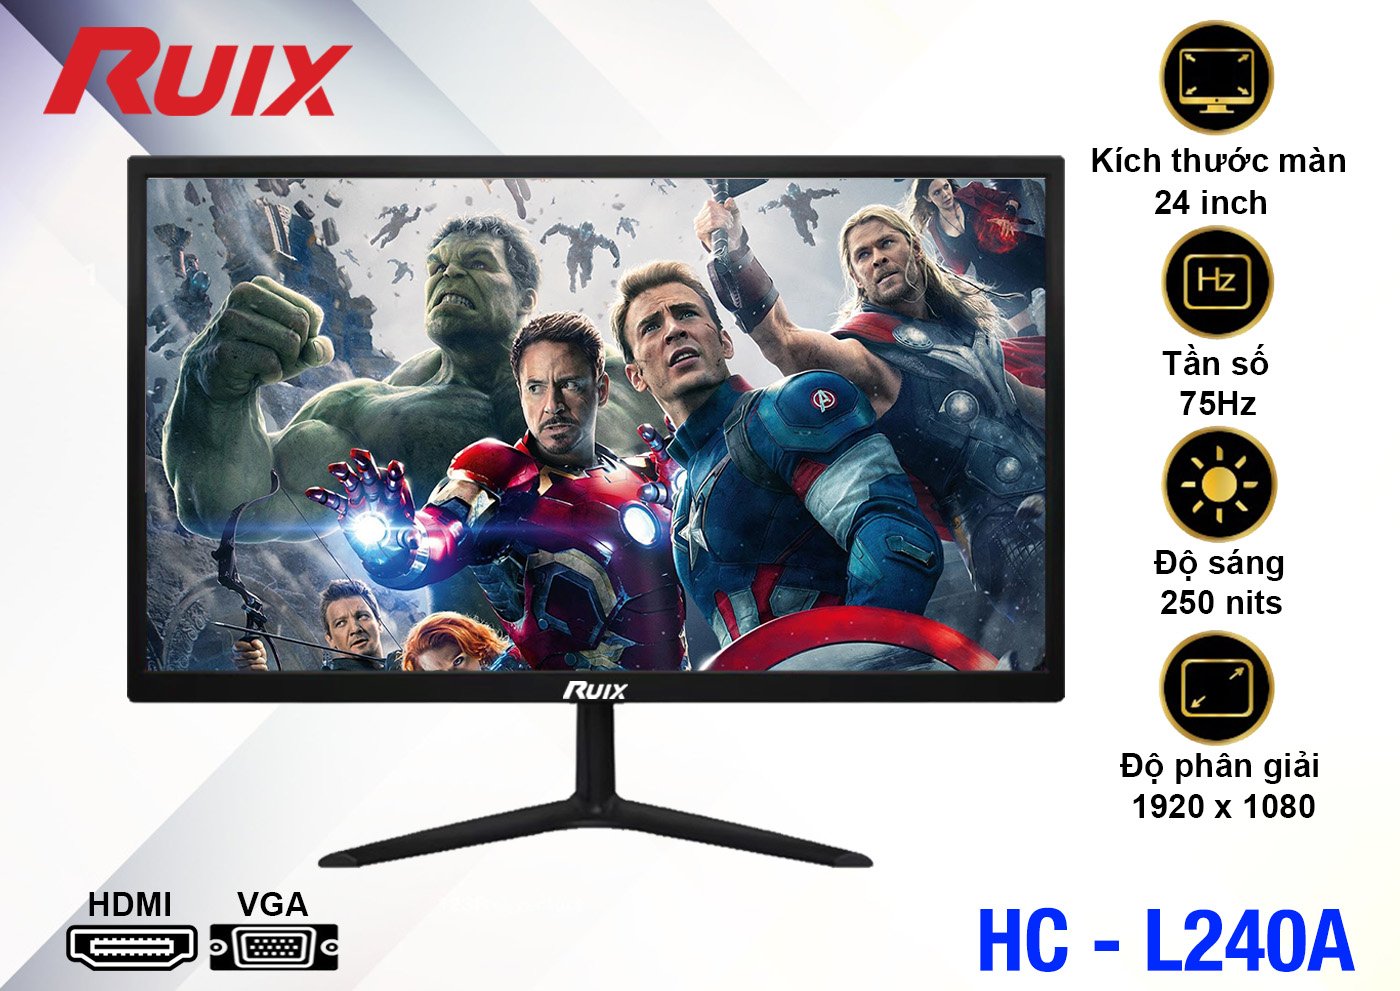 RUIX
Kích thước màn
24 inch
Hz
Tần số
75Hz
Độ sáng
250 nits
Độ phân giải
1920 x 1080
RUIX
HDMI VGA
HC - L240A